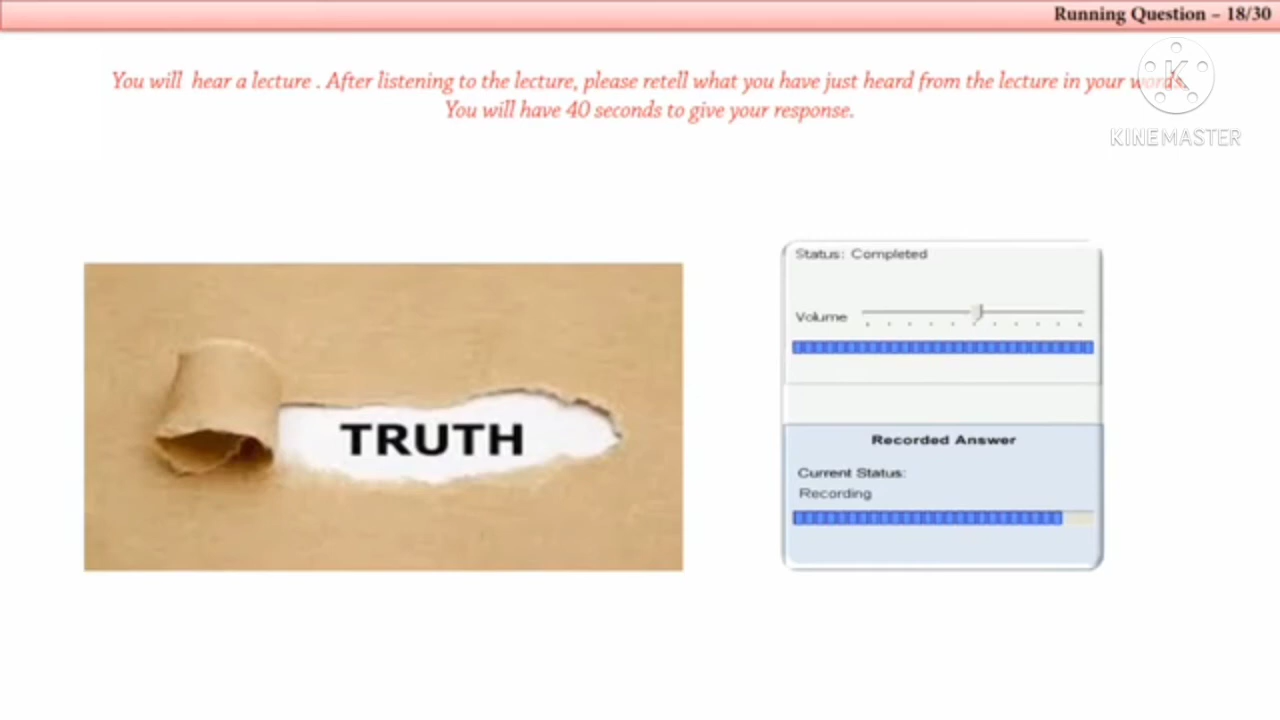 Running Question – 18/30
You will hear a lecture . After listening to the lecture, please retell what you have just heard from the lecture in your words.
You will have 40 seconds to give your response.
K
KINEMASTER
Status: Completed
Volume
TRUTH
Recorded Answer
Current Status:
Recording